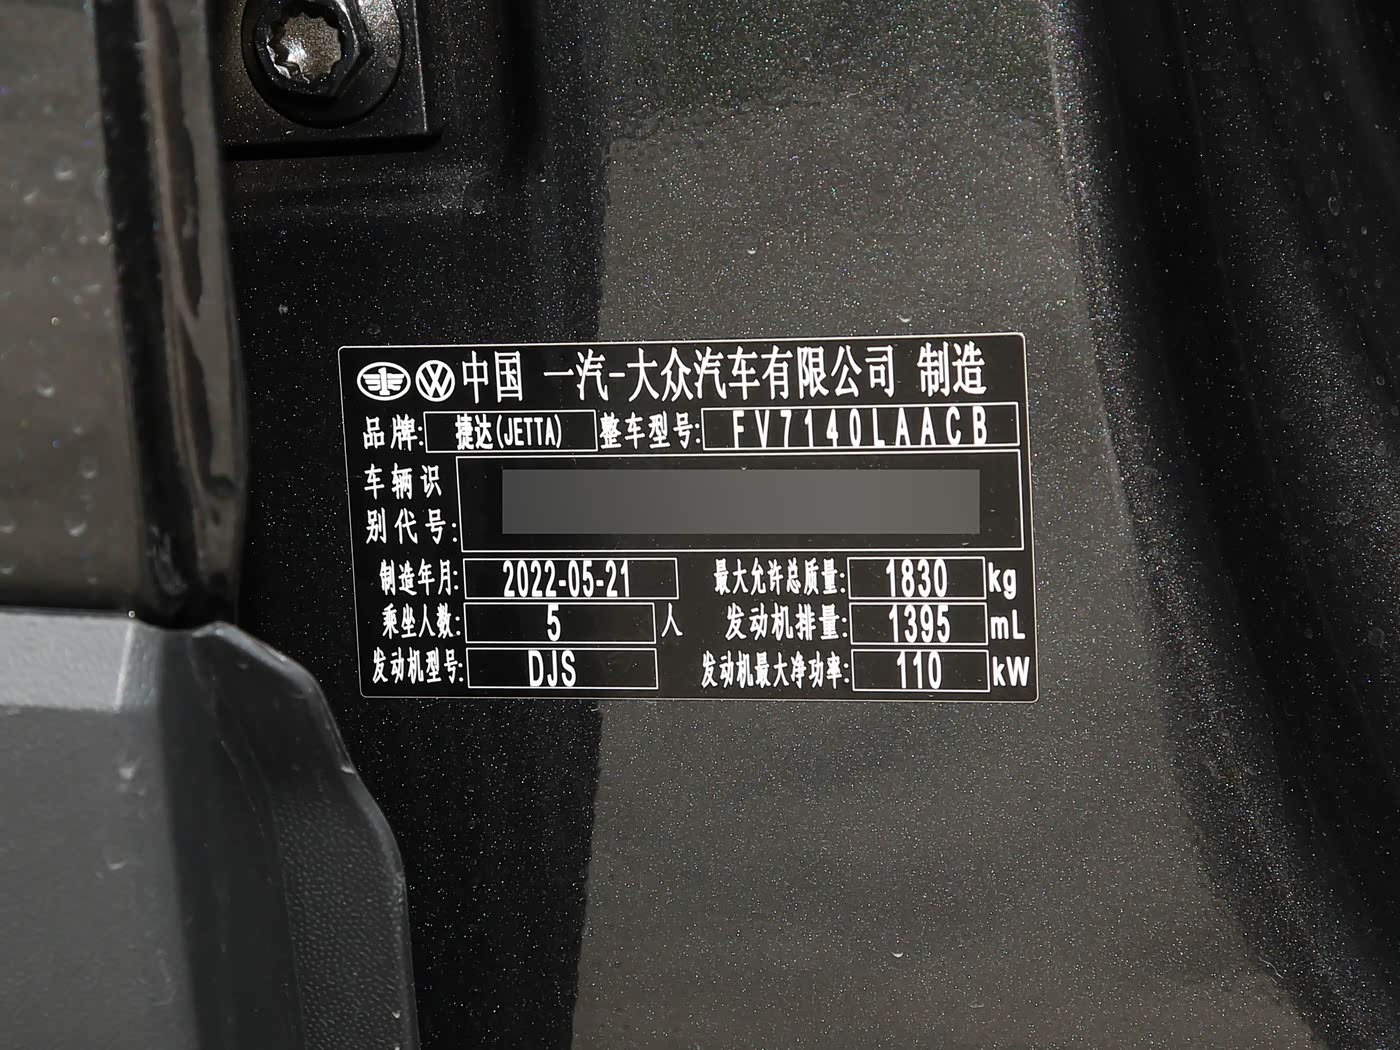 中国 一汽-大众汽车有限公司 制造
品牌: 捷达(JETTA) 整车型号: FV7140LAACB
车辆识
别代号:
制造年月: 2022-05-21 最大允许总质量: 1830 kg
乘坐人数: 5 人 发动机排量: 1395 mL
发动机型号: DJS 发动机最大净功率: 110 kW